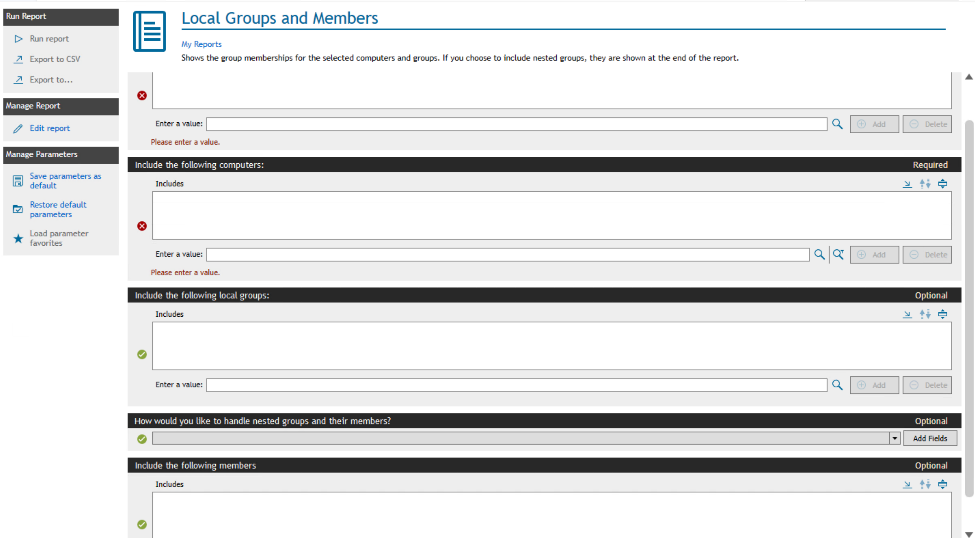 Run Report
Run report
Export to CSV
Export to...
Manage Report
Edit report
Manage Parameters
Save parameters as
default
Restore default
parameters
Load parameter
favorites
Local Groups and Members
My Reports
Shows the group memberships for the selected computers and groups. If you choose to include nested groups, they are shown at the end of the report.
Enter a value: Add Delete
Please enter a value.
Include the following computers: Required
Includes
Enter a value: Add Delete
Please enter a value.
Include the following local groups: Optional
Includes
Enter a value: Add Delete
How would you like to handle nested groups and their members? Optional
Add Fields
Include the following members Optional
Includes